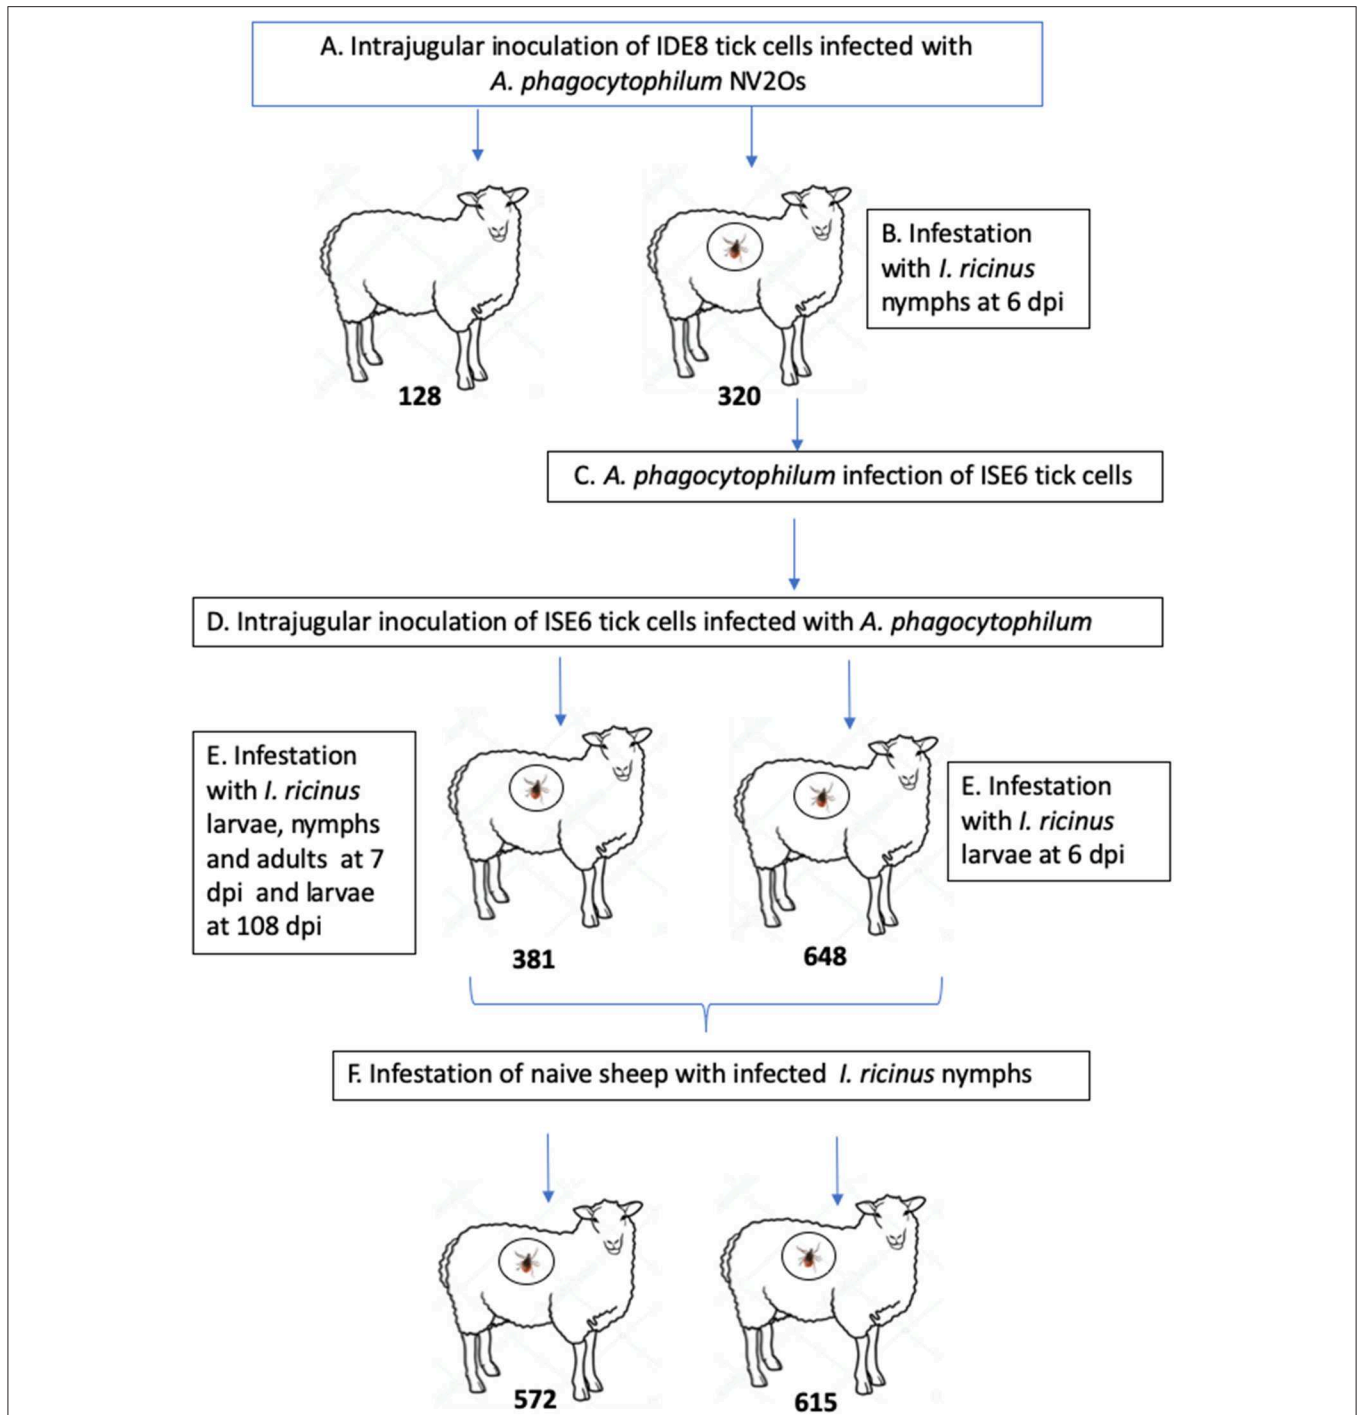 A. Intrajugular inoculation of IDE8 tick cells infected with
A. phagocytophilum NV2Os
B. Infestation
with I. ricinus
nymphs at 6 dpi
128
320
C. A. phagocytophilum infection of ISE6 tick cells
D. Intrajugular inoculation of ISE6 tick cells infected with A. phagocytophilum
E. Infestation
with I. ricinus
larvae, nymphs
and adults at 7
dpi and larvae
at 108 dpi
E. Infestation
with I. ricinus
larvae at 6 dpi
381
648
F. Infestation of naive sheep with infected I. ricinus nymphs
572
615